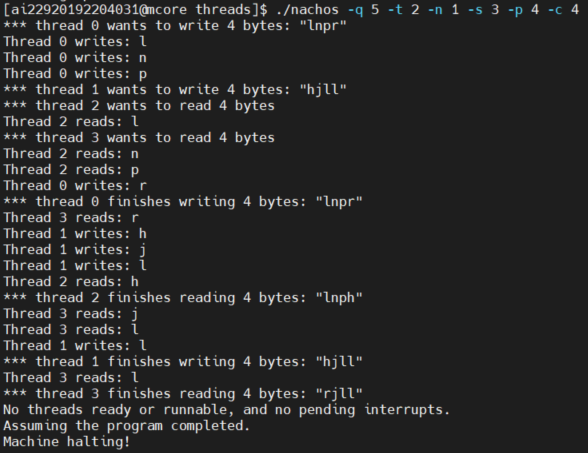 [ai22920192204031@mcore threads]$ ./nachos -q 5 -t 2 -n 1 -s 3 -p 4 -c 4
*** thread 0 wants to write 4 bytes: "lnpr"
Thread 0 writes: l
Thread 0 writes: n
Thread 0 writes: p
*** thread 1 wants to write 4 bytes: "hjll"
*** thread 2 wants to read 4 bytes
Thread 2 reads: l
*** thread 3 wants to read 4 bytes
Thread 2 reads: n
Thread 2 reads: p
Thread 0 writes: r
*** thread 0 finishes writing 4 bytes: "lnpr"
Thread 3 reads: r
Thread 1 writes: h
Thread 1 writes: j
Thread 1 writes: l
Thread 2 reads: h
*** thread 2 finishes reading 4 bytes: "lnph"
Thread 3 reads: j
Thread 3 reads: l
Thread 1 writes: l
*** thread 1 finishes writing 4 bytes: "hjll"
Thread 3 reads: l
*** thread 3 finishes reading 4 bytes: "rjll"
No threads ready or runnable, and no pending interrupts.
Assuming the program completed.
Machine halting!